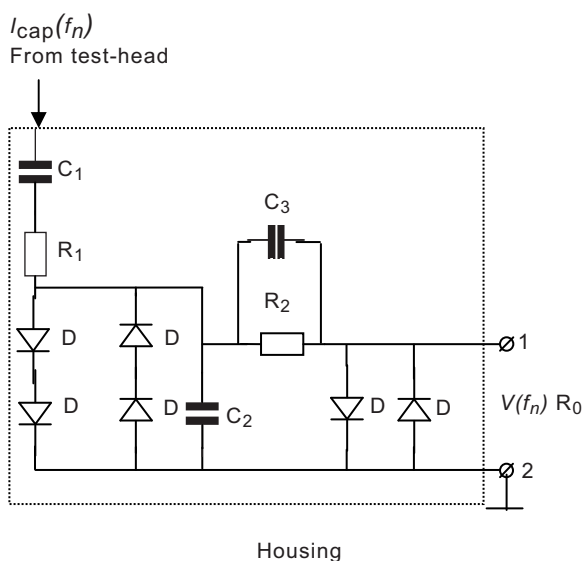 I_cap(f_n)
From test-head
C_1
C_3
R_1
R_2
1
D
D
D
D
V(f_n) R_0
D
D
C_2
2
Housing